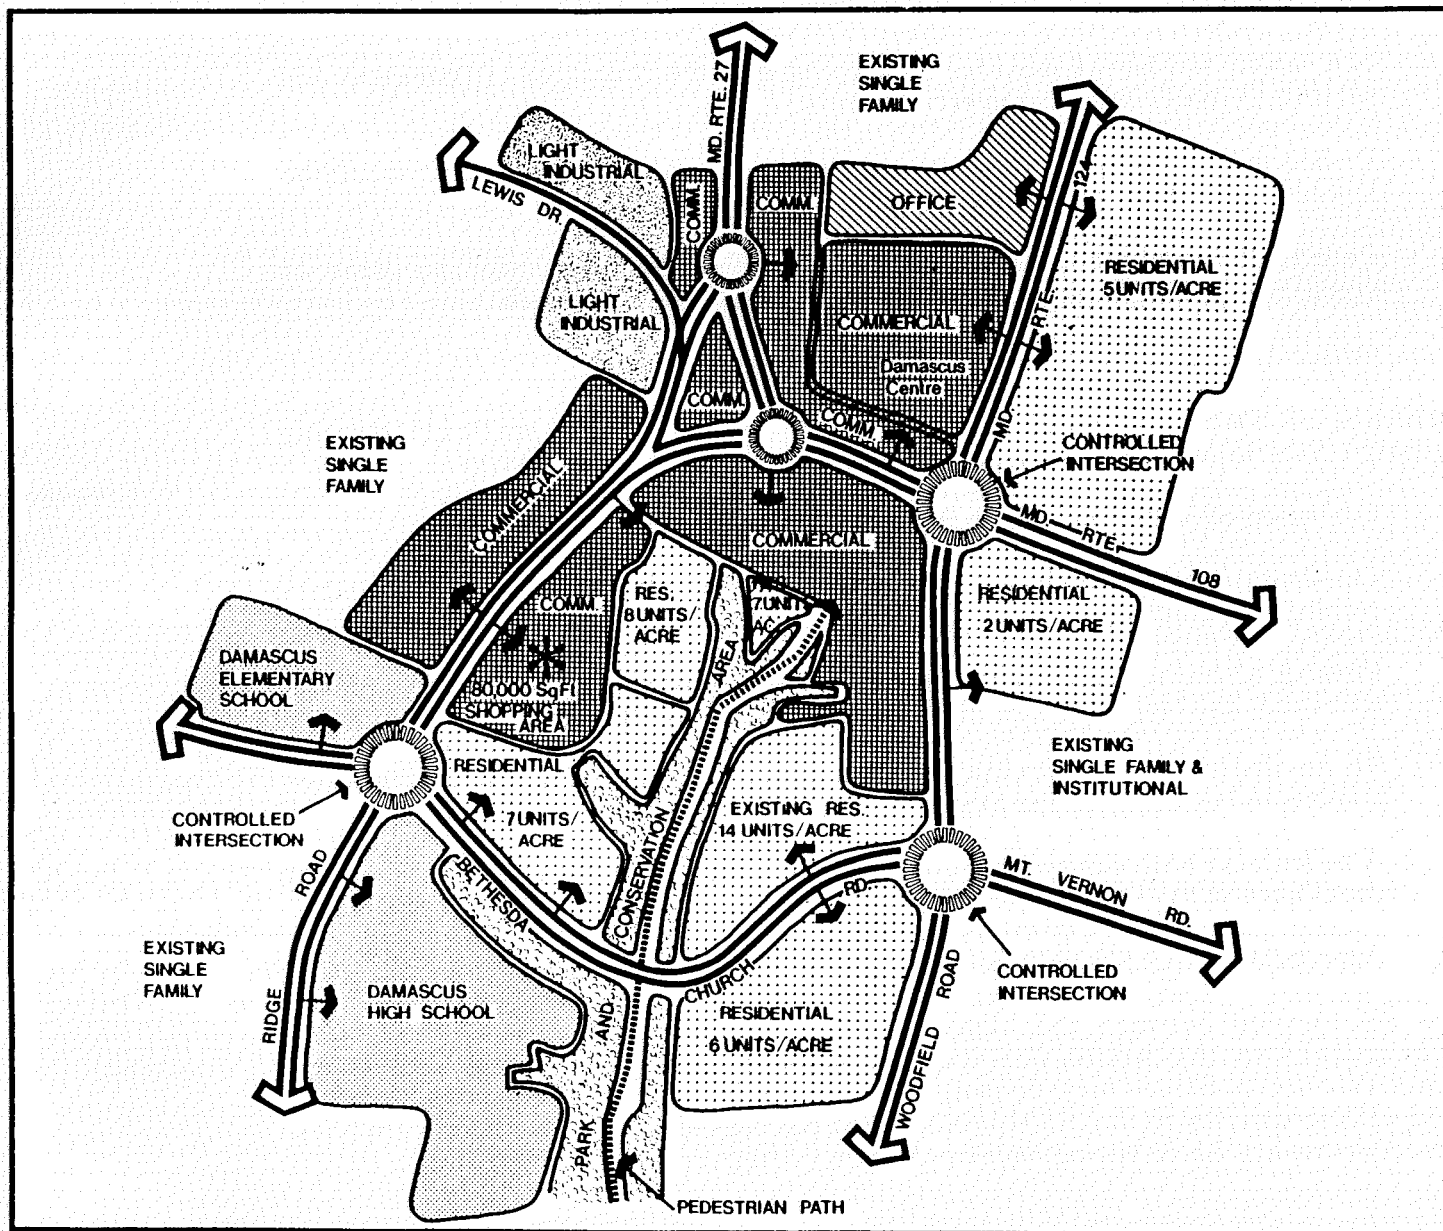 EXISTING
SINGLE
FAMILY
MD. RTE. 27
LIGHT
INDUSTRIAL
LEWIS DR.
COMM.
COMM.
OFFICE
124
RTE.
MD.
RESIDENTIAL
5 UNITS/ACRE
LIGHT
INDUSTRIAL
COMMERCIAL
Damascus
Centre
COMM.
COMM.
EXISTING
SINGLE
FAMILY
CONTROLLED
INTERSECTION
COMMERCIAL
MD. RTE. 108
COMMERCIAL
RES.
8 UNITS/
ACRE
7 UNITS/
RESIDENTIAL
2 UNITS/ACRE
COMM.
DAMASCUS
ELEMENTARY
SCHOOL
80,000 SqFt
SHOPPING
AREA
RESIDENTIAL
7 UNITS/
ACRE
EXISTING
SINGLE FAMILY &
INSTITUTIONAL
EXISTING RES.
14 UNITS/ACRE
CONTROLLED
INTERSECTION
PARK AND CONSERVATION AREA
BETHESDA CHURCH RD.
MT. VERNON RD.
RIDGE ROAD
EXISTING
SINGLE
FAMILY
DAMASCUS
HIGH SCHOOL
RESIDENTIAL
6 UNITS/ACRE
WOODFIELD ROAD
CONTROLLED
INTERSECTION
PEDESTRIAN PATH